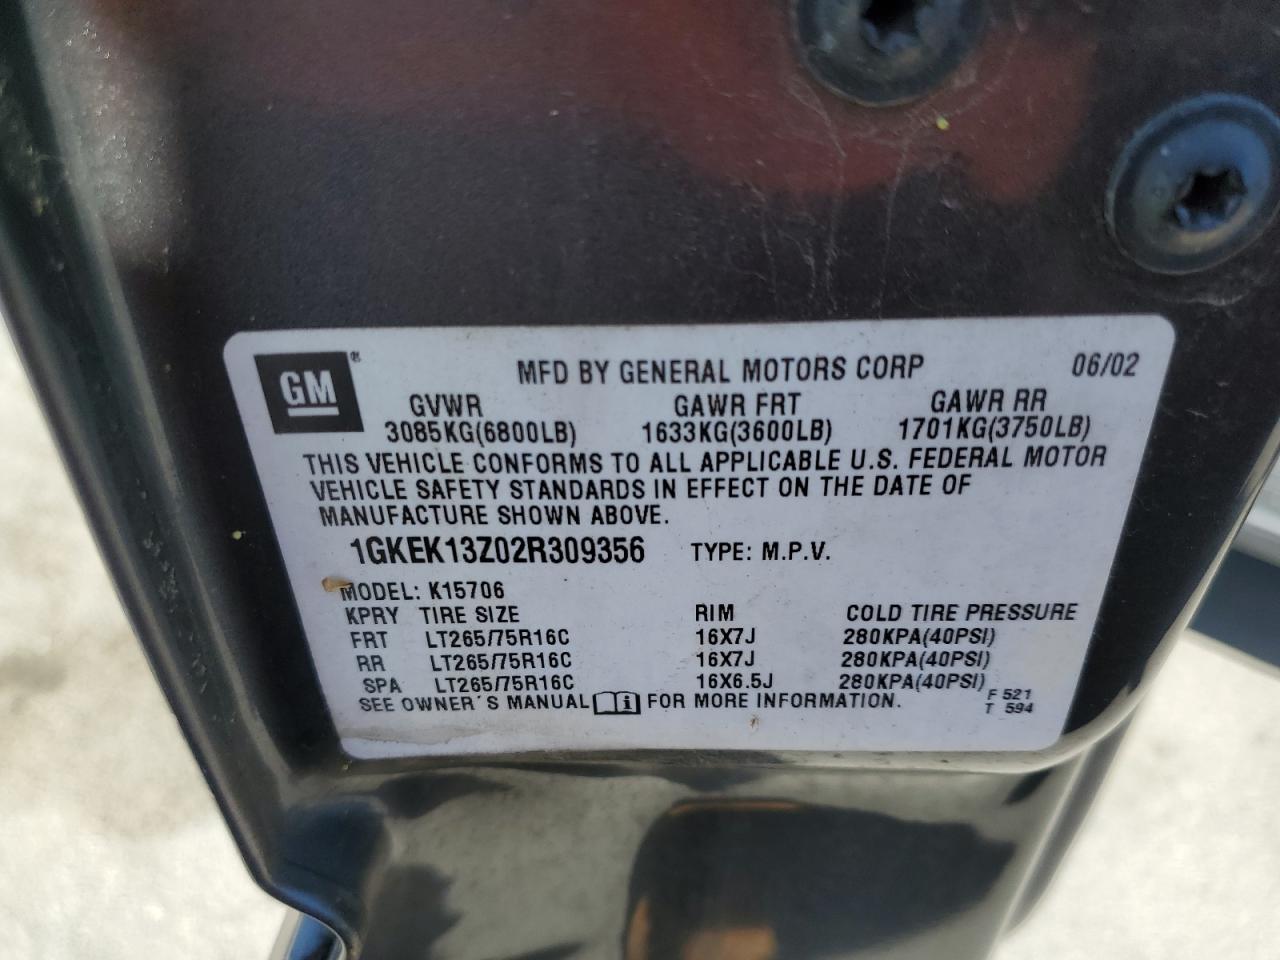 GM ®
MFD BY GENERAL MOTORS CORP 06/02
GVWR GAWR FRT GAWR RR
3085KG(6800LB) 1633KG(3600LB) 1701KG(3750LB)
THIS VEHICLE CONFORMS TO ALL APPLICABLE U.S. FEDERAL MOTOR
VEHICLE SAFETY STANDARDS IN EFFECT ON THE DATE OF
MANUFACTURE SHOWN ABOVE.
1GKEK13Z02R309356 TYPE: M.P.V.
MODEL: K15706
KPRY TIRE SIZE RIM COLD TIRE PRESSURE
FRT LT265/75R16C 16X7J 280KPA(40PSI)
RR LT265/75R16C 16X7J 280KPA(40PSI)
SPA LT265/75R16C 16X6.5J 280KPA(40PSI)
SEE OWNER'S MANUAL i FOR MORE INFORMATION.
F 521
T 594